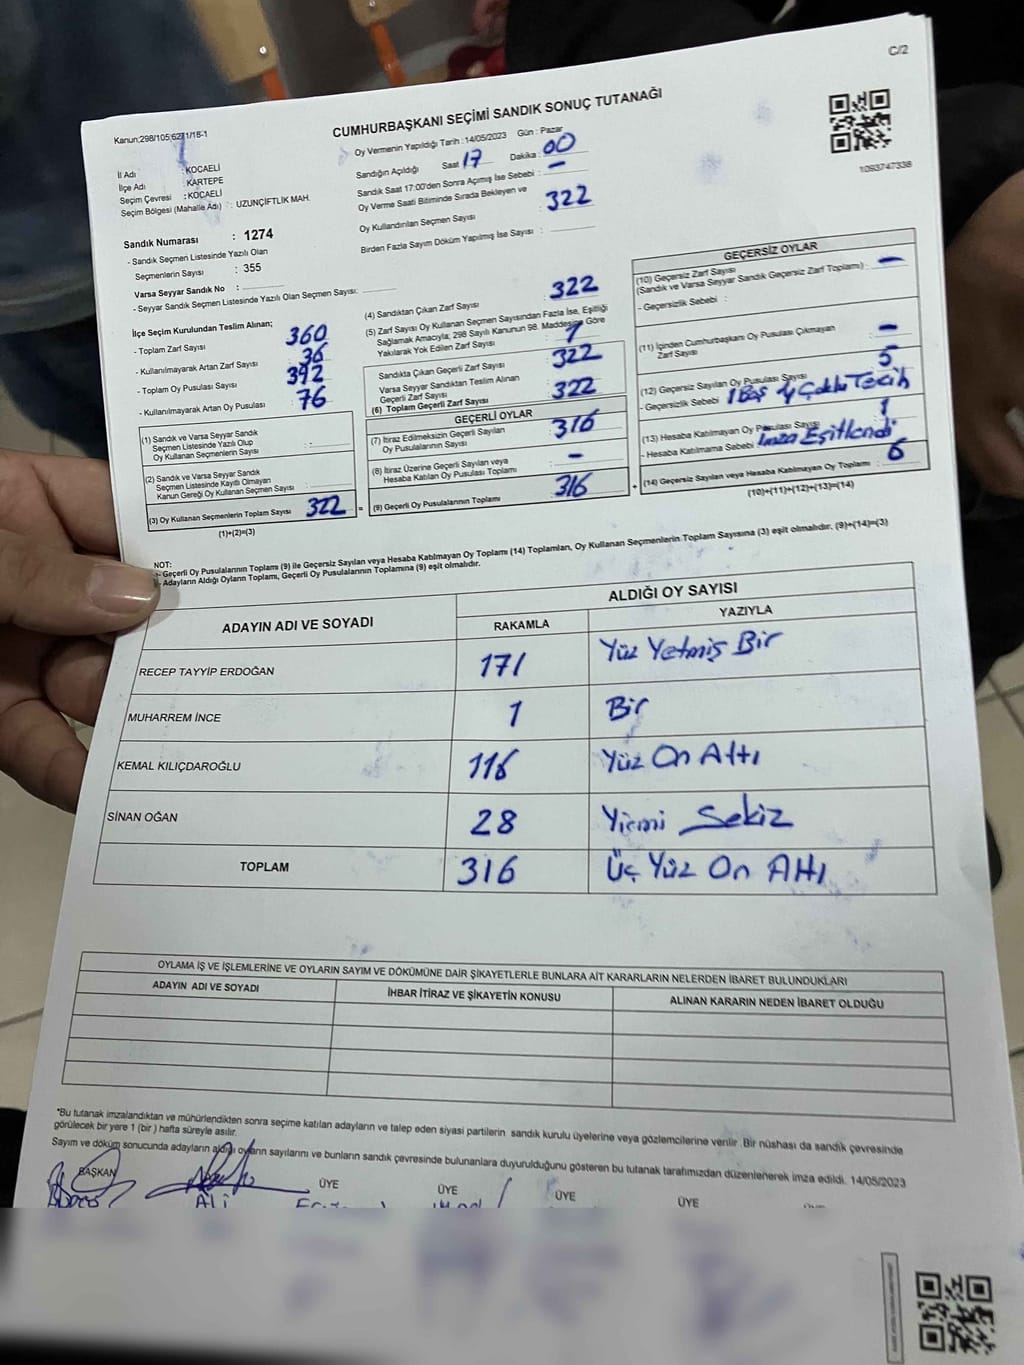 C/2
CUMHURBAŞKANI SEÇİMİ SANDIK SONUÇ TUTANAĞI
Kanun:298/105;6271/18-1
Oy Vermenin Yapıldığı Tarih : 14/05/2023 Gün : Pazar
Sandığın Açıldığı Saat 17 Dakika : 00
Sandık Saat 17:00'den Sonra Açımış İse Sebebi : -
Oy Verme Saati Bitiminde Sırada Bekleyen ve
Oy Kullandırılan Seçmen Sayısı : 322
Birden Fazla Sayım Döküm Yapılmış İse Sayısı :
1093747338
İl Adı : KOCAELİ
İlçe Adı : KARTEPE
Seçim Çevresi : KOCAELİ
Seçim Bölgesi (Mahalle Adı) : UZUNÇİFTLİK MAH.
Sandık Numarası : 1274
- Sandık Seçmen Listesinde Yazılı Olan
Seçmenlerin Sayısı : 355
Varsa Seyyar Sandık No :
- Seyyar Sandık Seçmen Listesinde Yazılı Olan Seçmen Sayısı:
İlçe Seçim Kurulundan Teslim Alınan;
- Toplam Zarf Sayısı : 360
- Kullanılmayarak Artan Zarf Sayısı : 36
- Toplam Oy Pusulası Sayısı : 392
- Kullanılmayarak Artan Oy Pusulası : 76
(1) Sandık ve Varsa Seyyar Sandık
Seçmen Listesinde Yazılı Olup
Oy Kullanan Seçmenlerin Sayısı : -
(2) Sandık ve Varsa Seyyar Sandık
Seçmen Listesinde Kayıtlı Olmayan
Kanun Gereği Oy Kullanan Seçmen Sayısı :
(3) Oy Kullanan Seçmenlerin Toplam Sayısı 322 =
(1)+(2)=(3)
(4) Sandıktan Çıkan Zarf Sayısı : 322
(5) Zarf Sayısı Oy Kullanan Seçmen Sayısından Fazla İse, Eşitliği
Sağlamak Amacıyla; 298 Sayılı Kanunun 98. Maddesine Göre
Yakılarak Yok Edilen Zarf Sayısı :
Sandıkta Çıkan Geçerli Zarf Sayısı : 322
Varsa Seyyar Sandıktan Teslim Alınan
Geçerli Zarf Sayısı :
(6) Toplam Geçerli Zarf Sayısı : 322
GEÇERLİ OYLAR
(7) İtiraz Edilmeksizin Geçerli Sayılan
Oy Pusulalarının Sayısı : 316
(8) İtiraz Üzerine Geçerli Sayılan veya
Hesaba Katılan Oy Pusulası Toplamı : -
(9) Geçerli Oy Pusulalarının Toplamı 316 +
GEÇERSİZ OYLAR
(10) Geçersiz Zarf Sayısı
(Sandık ve Varsa Seyyar Sandık Geçersiz Zarf Toplamı) : -
- Geçersizlik Sebebi :
(11) İçinden Cumhurbaşkanı Oy Pusulası Çıkmayan
Zarf Sayısı : -
(12) Geçersiz Sayılan Oy Pusulası Sayısı : 5
- Geçersizlik Sebebi 1 Boş 4 Çoklu Tercih
(13) Hesaba Katılmayan Oy Pusulası Sayısı 1
- Hesaba Katılmama Sebebi İmza Eşitlendi
(14) Geçersiz Sayılan veya Hesaba Katılmayan Oy Toplamı : 6
(10)+(11)+(12)+(13)=(14)
NOT:
- Geçerli Oy Pusulalarının Toplamı (9) ile Geçersiz Sayılan veya Hesaba Katılmayan Oy Toplamı (14) Toplamları, Oy Kullanan Seçmenlerin Toplam Sayısına (3) eşit olmalıdır. (9)+(14)=(3)
- Adayların Aldığı Oyların Toplamı, Geçerli Oy Pusulalarının Toplamına (9) eşit olmalıdır.
ADAYIN ADI VE SOYADI ALDIĞI OY SAYISI
RAKAMLA YAZIYLA
RECEP TAYYİP ERDOĞAN 171 Yüz Yetmiş Bir
MUHARREM İNCE 1 Bir
KEMAL KILIÇDAROĞLU 116 Yüz On Altı
SİNAN OĞAN 28 Yirmi Sekiz
TOPLAM 316 Üç Yüz On Altı
OYLAMA İŞ VE İŞLEMLERİNE VE OYLARIN SAYIM VE DÖKÜMÜNE DAİR ŞİKAYETLERLE BUNLARA AİT KARARLARIN NELERDEN İBARET BULUNDUKLARI
ADAYIN ADI VE SOYADI İHBAR İTİRAZ VE ŞİKAYETİN KONUSU ALINAN KARARIN NEDEN İBARET OLDUĞU
*Bu tutanak imzalandıktan ve mühürlendikten sonra seçime katılan adayların ve talep eden siyasi partilerin sandık kurulu üyelerine veya gözlemcilerine verilir. Bir nüshası da sandık çevresinde
görülecek bir yere 1 (bir ) hafta süreyle asılır.
Sayım ve döküm sonucunda adayların aldığı oyların sayılarını ve bunların sandık çevresinde bulunanlara duyurulduğunu gösteren bu tutanak tarafımızdan düzenlenerek imza edildi. 14/05/2023
BAŞKAN ÜYE ÜYE ÜYE ÜYE
ALİ